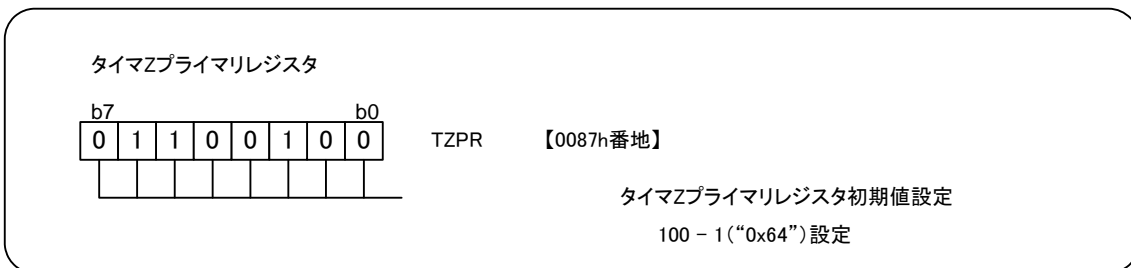 タイマZプライマリレジスタ
b7 b0
0 1 1 0 0 1 0 0 TZPR 【0087h番地】
タイマZプライマリレジスタ初期値設定
100 − 1(“0x64”)設定